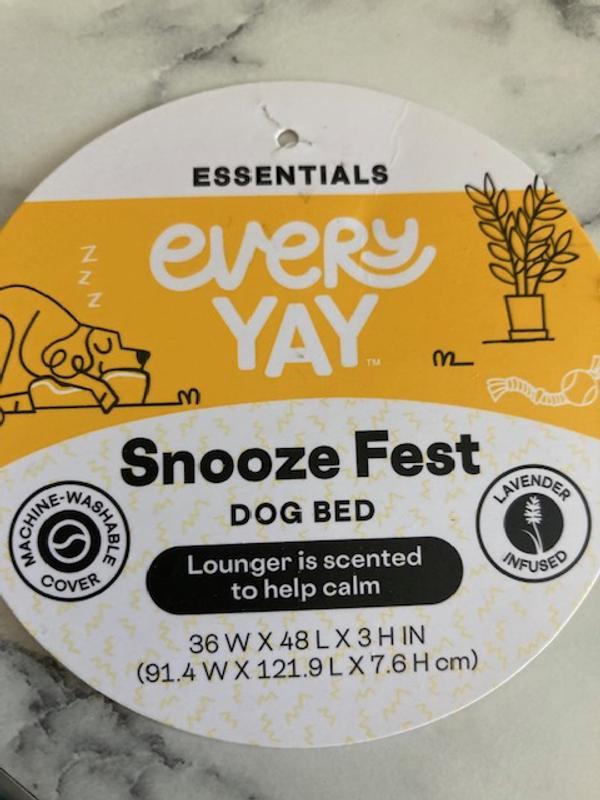 ESSENTIALS
Z
Z
Z
every
YAY™
Snooze Fest
DOG BED
MACHINE-WASHABLE
COVER
LAVENDER
INFUSED
Lounger is scented
to help calm
36 W X 48 L X 3 H IN
(91.4 W X 121.9 L X 7.6 H cm)